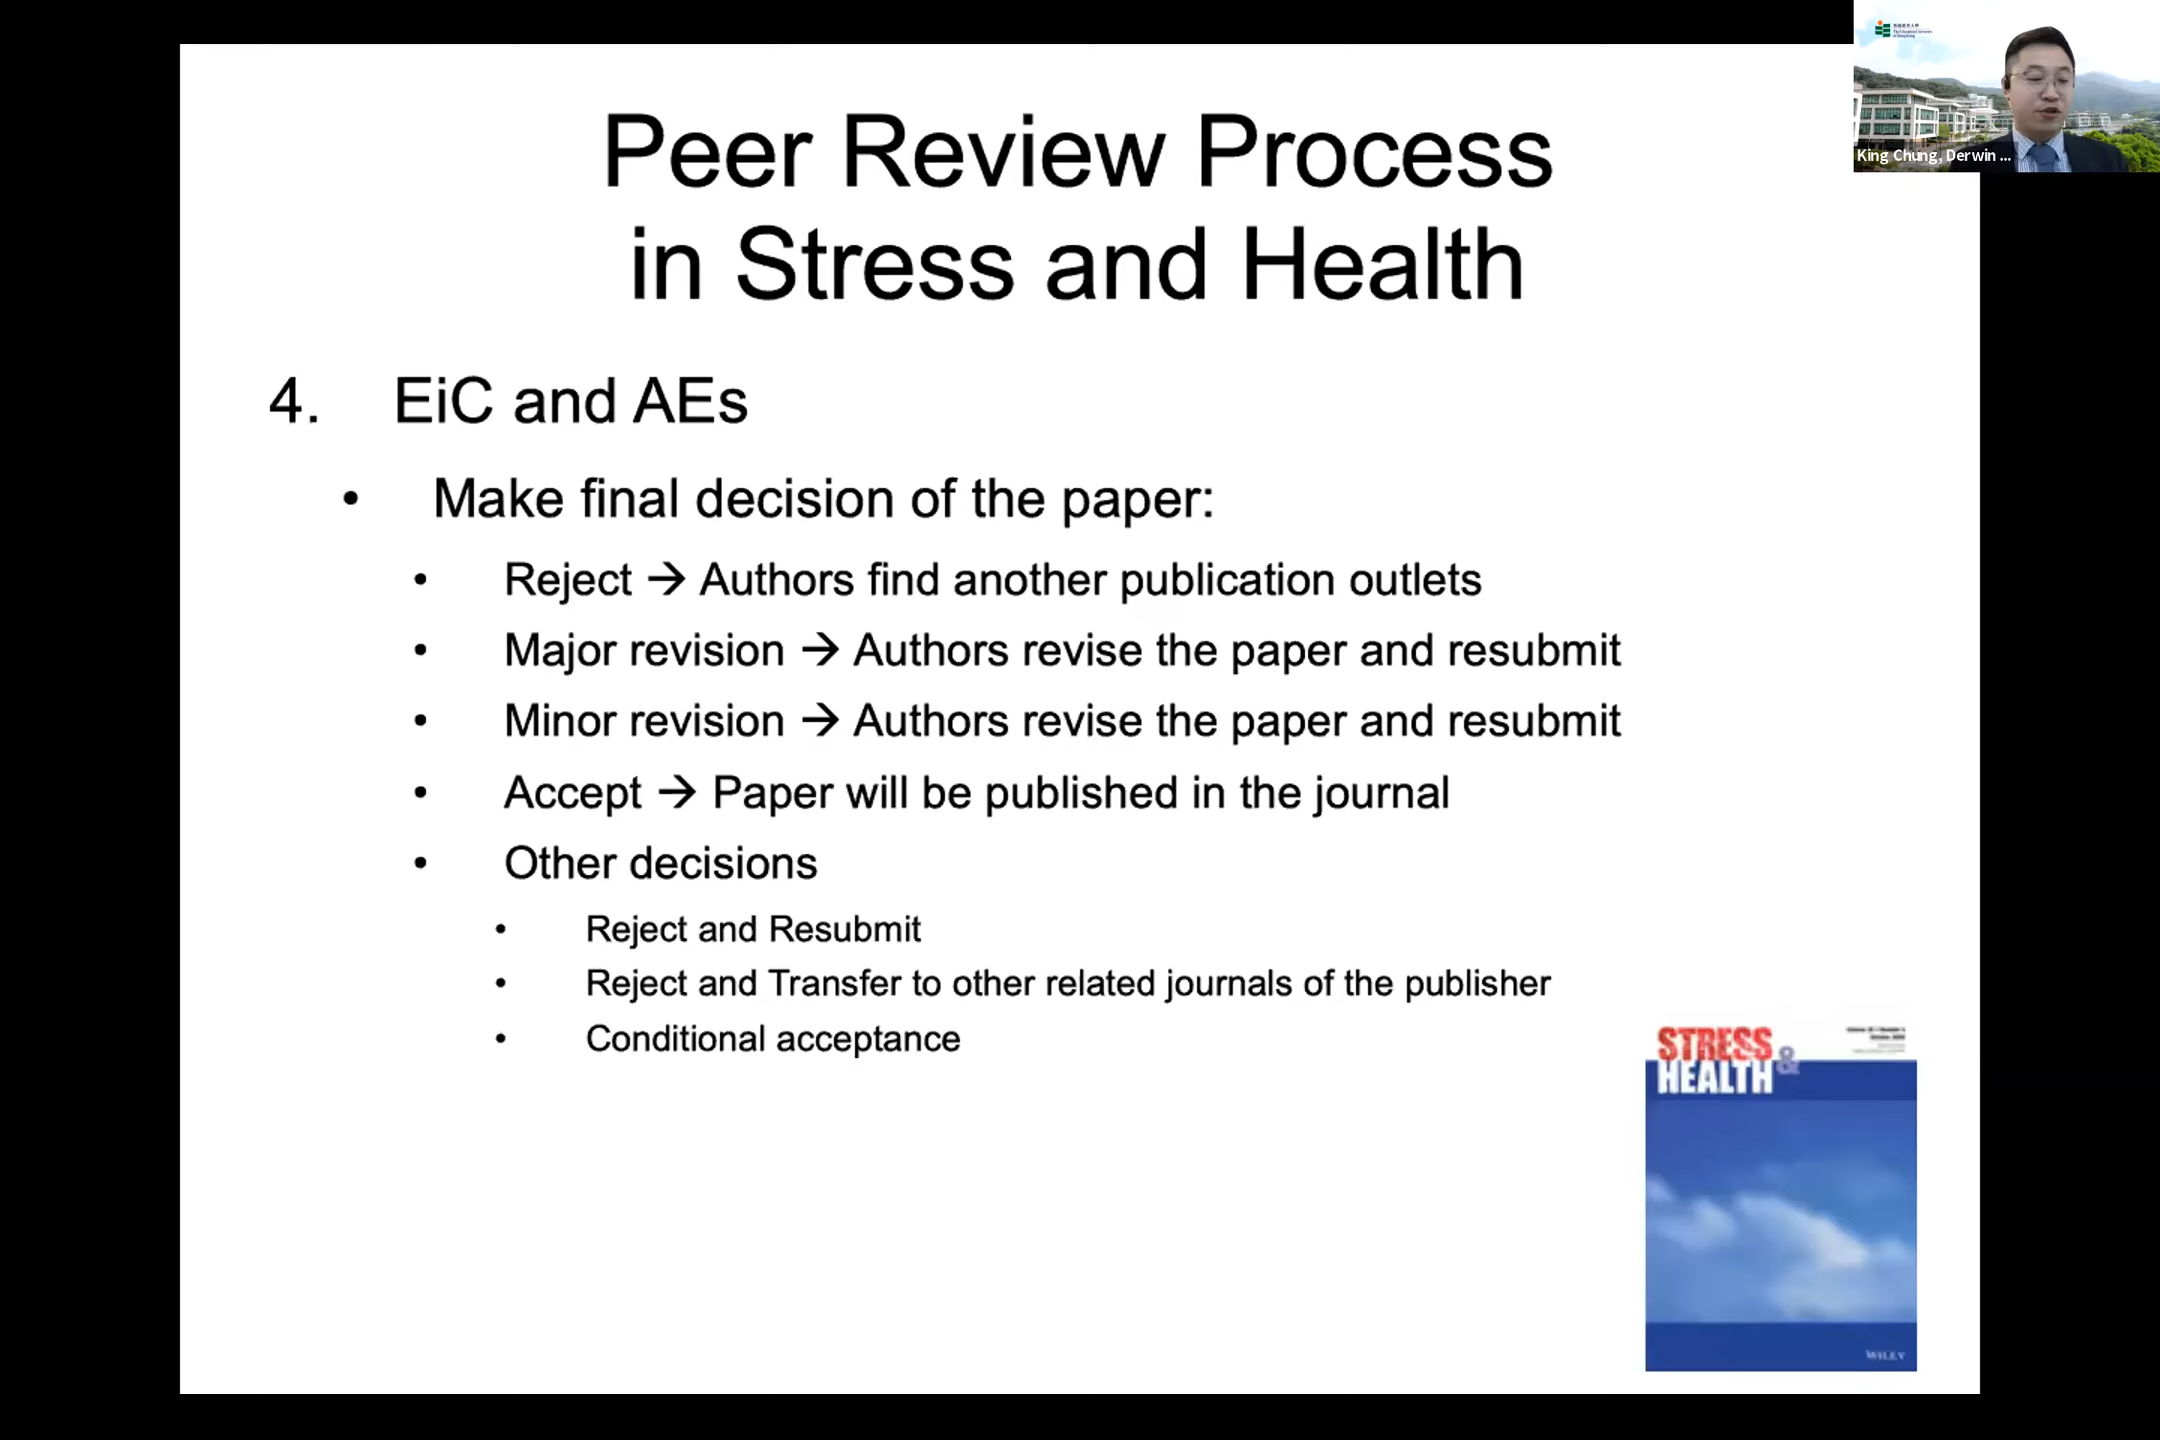 Peer Review Process
in Stress and Health
4. EiC and AEs
• Make final decision of the paper:
• Reject → Authors find another publication outlets
• Major revision → Authors revise the paper and resubmit
• Minor revision → Authors revise the paper and resubmit
• Accept → Paper will be published in the journal
• Other decisions
• Reject and Resubmit
• Reject and Transfer to other related journals of the publisher
• Conditional acceptance
King Chung, Derwin ...
STRESS &
HEALTH
WILEY